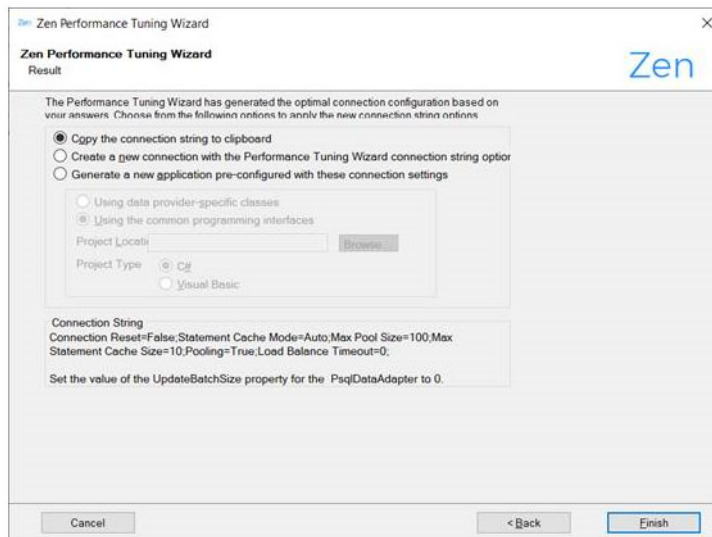 Zen Zen Performance Tuning Wizard
Zen Performance Tuning Wizard
Result
Zen
The Performance Tuning Wizard has generated the optimal connection configuration based on
your answers. Choose from the following options to apply the new connection string options
Copy the connection string to clipboard
Create a new connection with the Performance Tuning Wizard connection string option
Generate a new application pre-configured with these connection settings
Using data provider-specific classes
Using the common programming interfaces
Project Locati
Browse...
Project Type
C#
Visual Basic
Connection String
Connection Reset=False;Statement Cache Mode=Auto;Max Pool Size=100;Max
Statement Cache Size=10;Pooling=True;Load Balance Timeout=0;
Set the value of the UpdateBatchSize property for the PsqlDataAdapter to 0.
Cancel
< Back
Finish